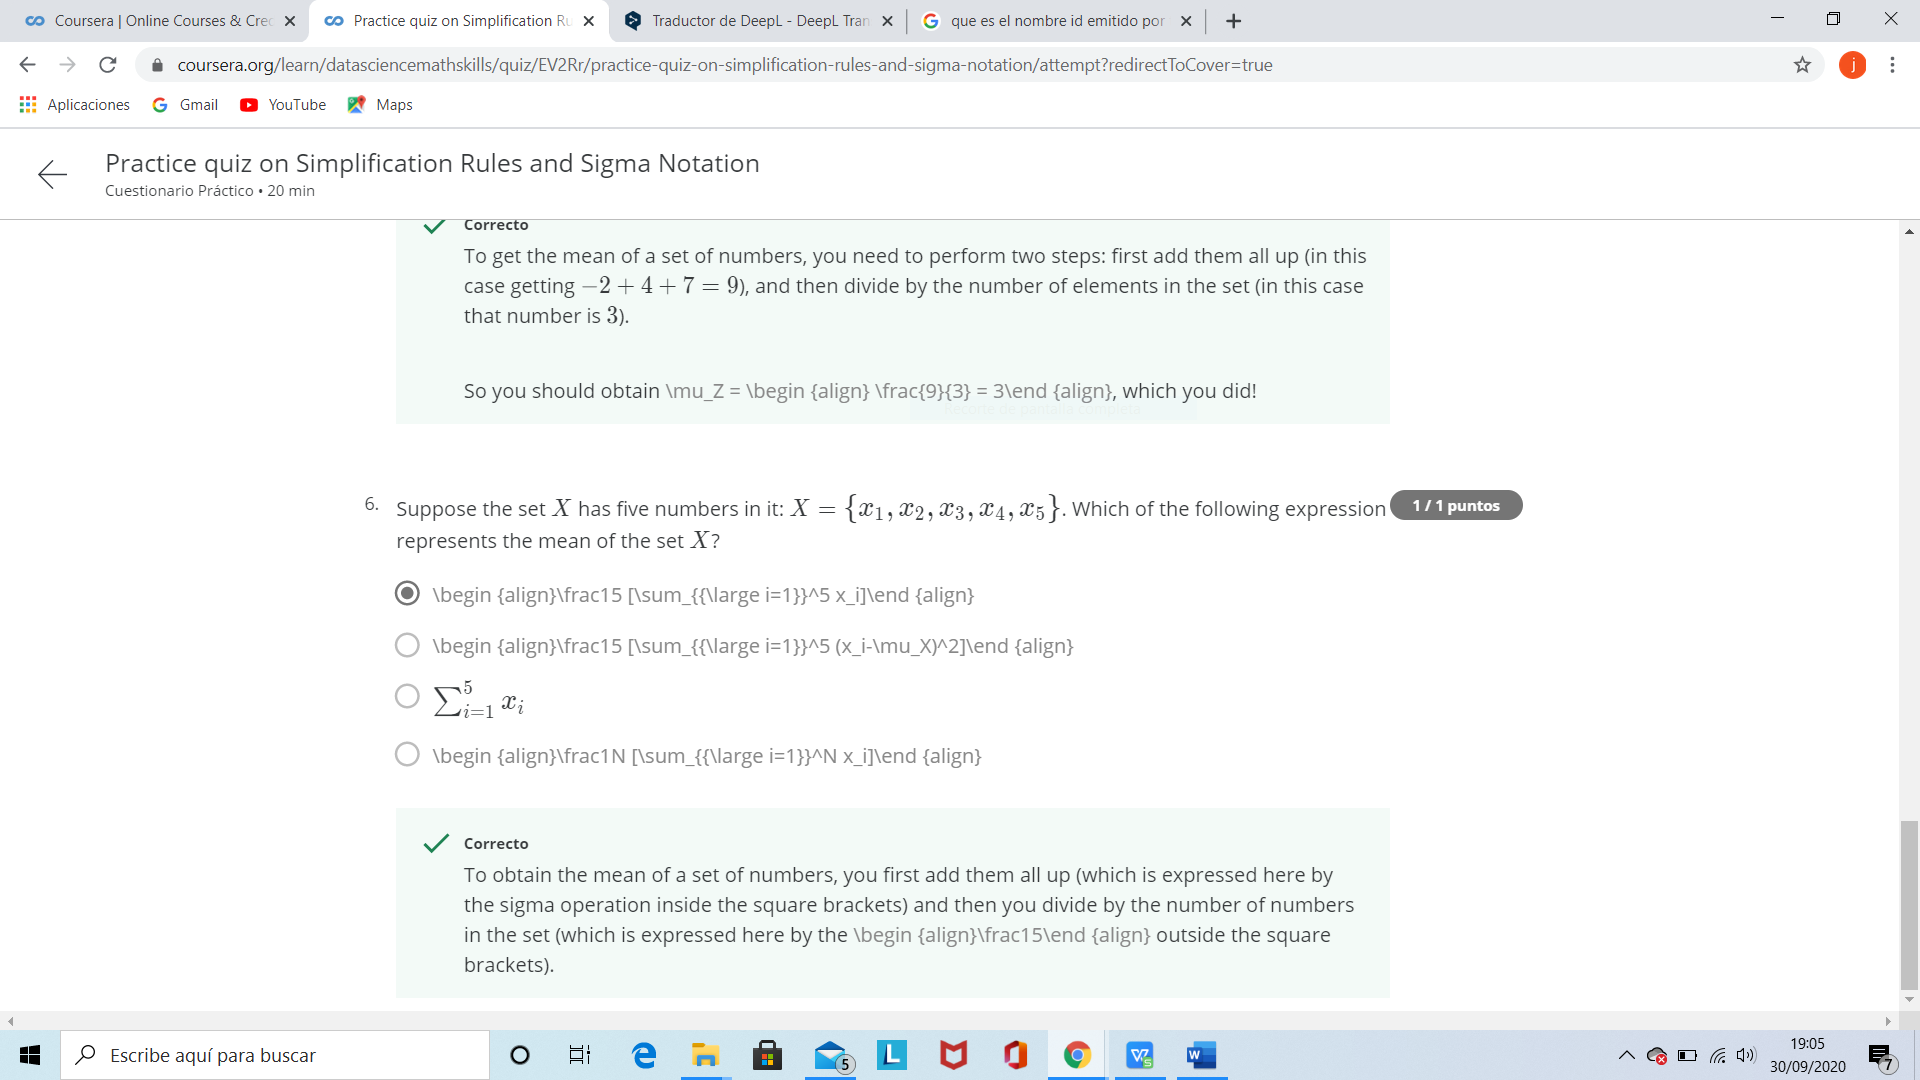 Coursera | Online Courses & Cre
Practice quiz on Simplification Ru
Traductor de DeepL - DeepL Tran
que es el nombre id emitido por
coursera.org/learn/datasciencemathskills/quiz/EV2Rr/practice-quiz-on-simplification-rules-and-sigma-notation/attempt?redirectToCover=true
j
Aplicaciones Gmail YouTube Maps
Practice quiz on Simplification Rules and Sigma Notation
Cuestionario Práctico • 20 min
Correcto
To get the mean of a set of numbers, you need to perform two steps: first add them all up (in this
case getting −2 + 4 + 7 = 9), and then divide by the number of elements in the set (in this case
that number is 3).
So you should obtain \mu_Z = \begin {align} \frac{9}{3} = 3\end {align}, which you did!
6. Suppose the set X has five numbers in it: X = {x₁, x₂, x₃, x₄, x₅}. Which of the following expression 1 / 1 puntos
represents the mean of the set X?
\begin {align}\frac15 [\sum_{{\large i=1}}^5 x_i]\end {align}
\begin {align}\frac15 [\sum_{{\large i=1}}^5 (x_i-\mu_X)^2]\end {align}
∑⁵ᵢ₌₁ xᵢ
\begin {align}\frac1N [\sum_{{\large i=1}}^N x_i]\end {align}
Correcto
To obtain the mean of a set of numbers, you first add them all up (which is expressed here by
the sigma operation inside the square brackets) and then you divide by the number of numbers
in the set (which is expressed here by the \begin {align}\frac15\end {align} outside the square
brackets).
Escribe aquí para buscar
5
L
W
19:05
30/09/2020
7